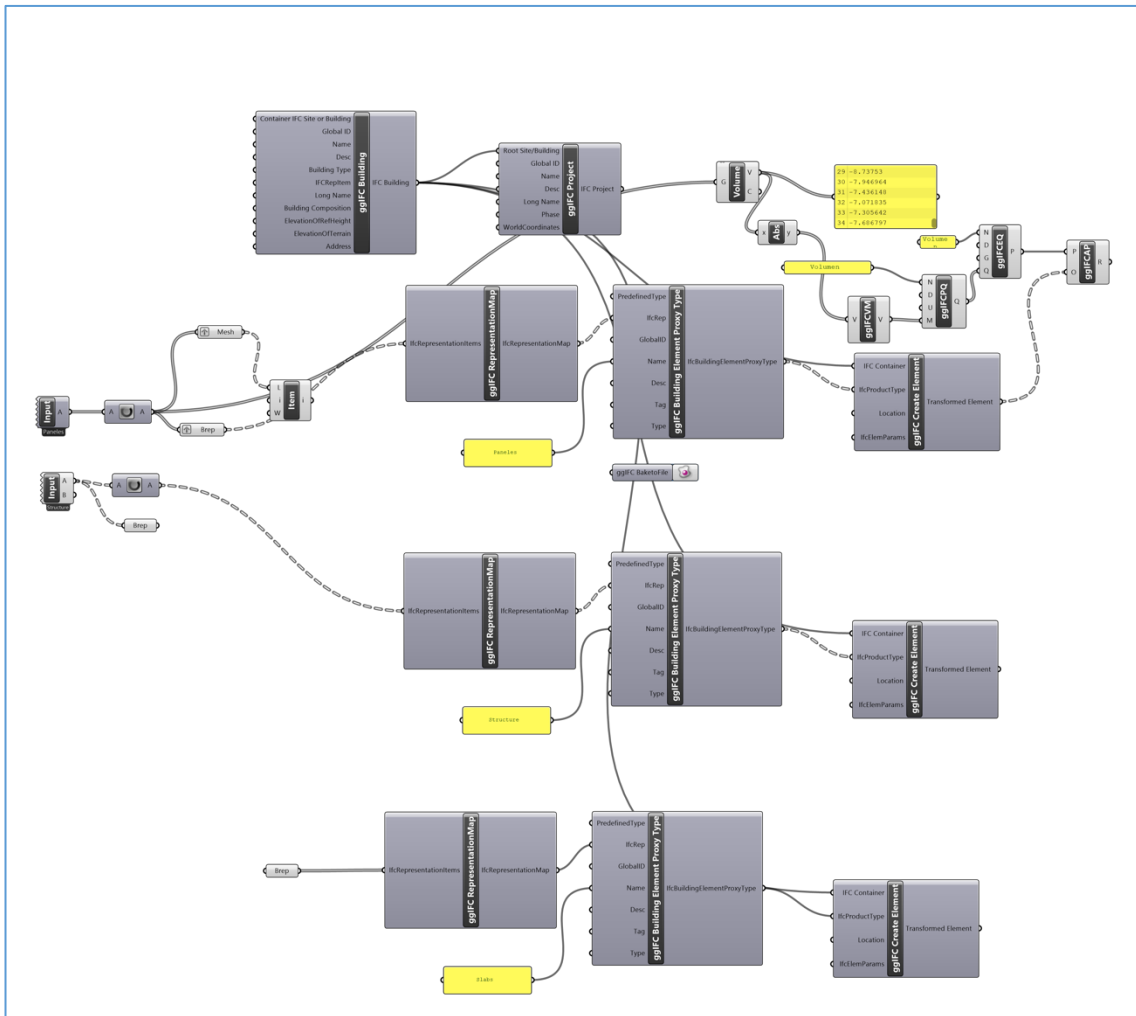 Container IFC Site or Building
Global ID
Name
Desc
Building Type
IFCRepItem
Long Name
Building Composition
ElevationOfRefHeight
ElevationOfTerrain
Address
ggIFC Building
IFC Building
Root Site/Building
Global ID
Name
Desc
Long Name
Phase
WorldCoordinates
ggIFC Project
IFC Project
G
Volume
V
C
29 -8.73753
30 -7.946964
31 -7.436148
32 -7.071835
33 -7.305642
34 -7.606797
x
Abs
y
Volumen
V
ggIFCVM
V
N
D
U
M
ggIFCPQ
Q
Volume
N
D
G
Q
ggIFCEQ
P
P
O
ggIFCAP
R
Input
A
Paneles
A
A
Mesh
Brep
L
i
W
Item
i
IfcRepresentationItems
ggIFC RepresentationMap
IfcRepresentationMap
Paneles
PredefinedType
IfcRep
GlobalID
Name
Desc
Tag
Type
ggIFC Building Element Proxy Type
IfcBuildingElementProxyType
IFC Container
IfcProductType
Location
IfcElemParams
ggIFC Create Element
Transformed Element
ggIFC BaketoFile
Input
A
B
Structure
A
A
Brep
IfcRepresentationItems
ggIFC RepresentationMap
IfcRepresentationMap
Structure
PredefinedType
IfcRep
GlobalID
Name
Desc
Tag
Type
ggIFC Building Element Proxy Type
IfcBuildingElementProxyType
IFC Container
IfcProductType
Location
IfcElemParams
ggIFC Create Element
Transformed Element
Brep
IfcRepresentationItems
ggIFC RepresentationMap
IfcRepresentationMap
Slabs
PredefinedType
IfcRep
GlobalID
Name
Desc
Tag
Type
ggIFC Building Element Proxy Type
IfcBuildingElementProxyType
IFC Container
IfcProductType
Location
IfcElemParams
ggIFC Create Element
Transformed Element